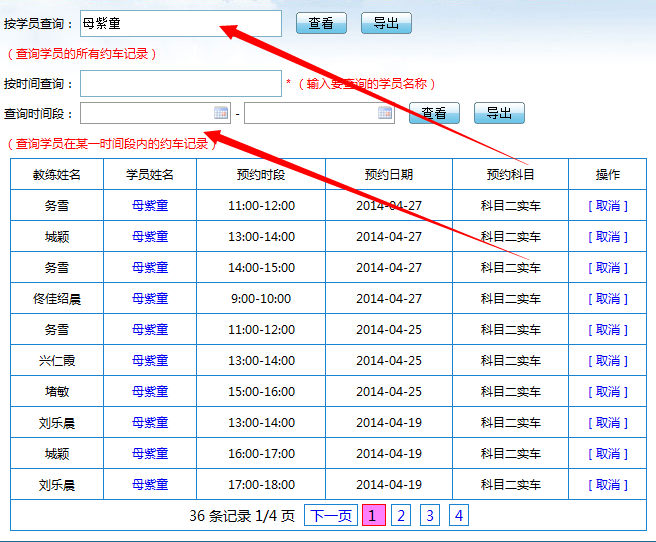 按学员查询： 母紫童 查看 导出
（查询学员的所有约车记录）
按时间查询： *（输入要查询的学员名称）
查询时间段： - 查看 导出
（查询学员在某一时间段内的约车记录）
教练姓名 学员姓名 预约时段 预约日期 预约科目 操作
务雪 母紫童 11:00-12:00 2014-04-27 科目二实车 [ 取消 ]
城颖 母紫童 13:00-14:00 2014-04-27 科目二实车 [ 取消 ]
务雪 母紫童 14:00-15:00 2014-04-27 科目二实车 [ 取消 ]
佟佳绍晨 母紫童 9:00-10:00 2014-04-27 科目二实车 [ 取消 ]
务雪 母紫童 11:00-12:00 2014-04-25 科目二实车 [ 取消 ]
兴仁霞 母紫童 13:00-14:00 2014-04-25 科目二实车 [ 取消 ]
堵敏 母紫童 15:00-16:00 2014-04-25 科目二实车 [ 取消 ]
刘乐晨 母紫童 13:00-14:00 2014-04-19 科目二实车 [ 取消 ]
城颖 母紫童 16:00-17:00 2014-04-19 科目二实车 [ 取消 ]
刘乐晨 母紫童 17:00-18:00 2014-04-19 科目二实车 [ 取消 ]
36 条记录 1/4 页 下一页 1 2 3 4